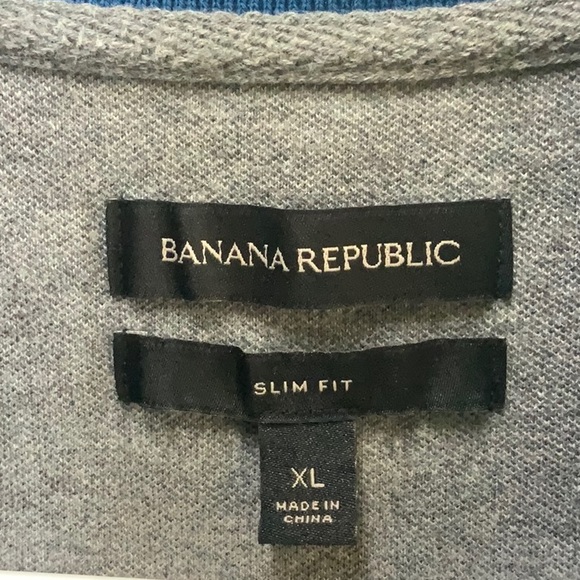 BANANA REPUBLIC
SLIM FIT
XL
MADE IN
CHINA